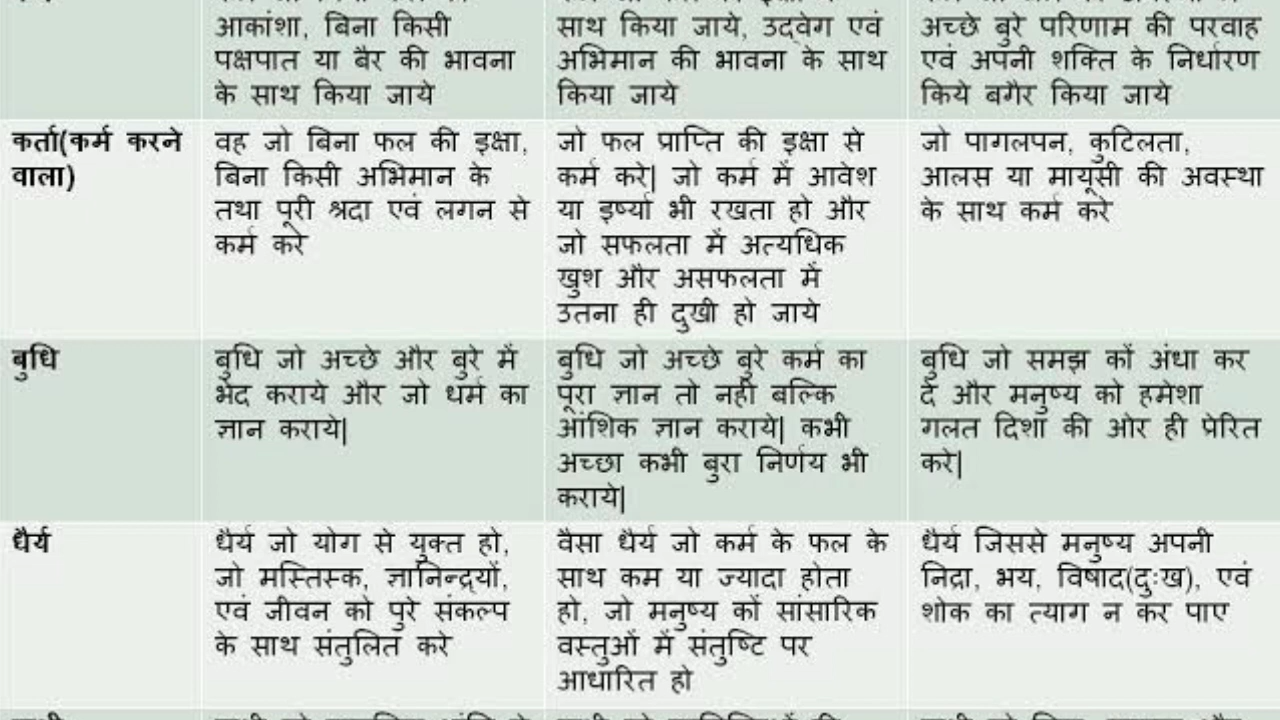 आकांशा, बिना किसी
पक्षपात या बैर की भावना
के साथ किया जाये
साथ किया जाये, उद्वेग एवं
अभिमान की भावना के साथ
किया जाये
अच्छे बुरे परिणाम की परवाह
एवं अपनी शक्ति के निर्धारण
किये बगैर किया जाये
कर्ता(कर्म करने
वाला)
वह जो बिना फल की इक्षा,
बिना किसी अभिमान के
तथा पूरी श्रदा एवं लगन से
कर्म करे
जो फल प्राप्ति की इक्षा से
कर्म करे| जो कर्म में आवेश
या इर्ष्या भी रखता हो और
जो सफलता में अत्यधिक
खुश और असफलता में
उतना ही दुखी हो जाये
जो पागलपन, कुटिलता,
आलस या मायूसी की अवस्था
के साथ कर्म करे
बुधि
बुधि जो अच्छे और बुरे में
भेद कराये और जो धर्म का
ज्ञान कराये|
बुधि जो अच्छे बुरे कर्म का
पूरा ज्ञान तो नहीं बल्कि
आंशिक ज्ञान कराये| कभी
अच्छा कभी बुरा निर्णय भी
कराये|
बुधि जो समझ कों अंधा कर
दे और मनुष्य को हमेशा
गलत दिशा की ओर ही प्रेरित
करे|
धैर्य
धैर्य जो योग से युक्त हो,
जो मस्तिस्क, ज्ञानिन्द्र्यों,
एवं जीवन को पुरे संकल्प
के साथ संतुलित करे
वैसा धैर्य जो कर्म के फल के
साथ कम या ज्यादा होता
हो, जो मनुष्य कों सांसारिक
वस्तुओं में संतुष्टि पर
आधारित हो
धैर्य जिससे मनुष्य अपनी
निद्रा, भय, विषाद(दुःख), एवं
शोक का त्याग न कर पाए